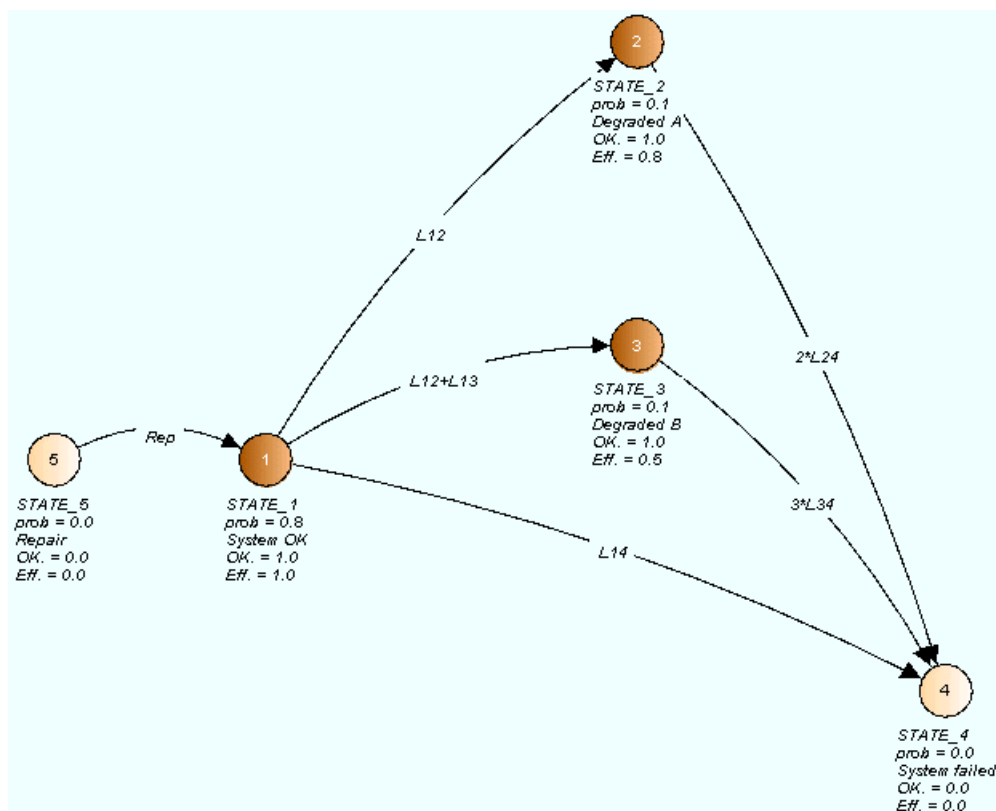 2
STATE_2
prob = 0.1
Degraded A
OK. = 1.0
Eff. = 0.8
L12
3
STATE_3
prob = 0.1
Degraded B
OK. = 1.0
Eff. = 0.5
L12+L13
2*L24
Rep
5
STATE_5
prob = 0.0
Repair
OK. = 0.0
Eff. = 0.0
1
STATE_1
prob = 0.8
System OK
OK. = 1.0
Eff. = 1.0
3*L34
L14
4
STATE_4
prob = 0.0
System failed
OK. = 0.0
Eff. = 0.0